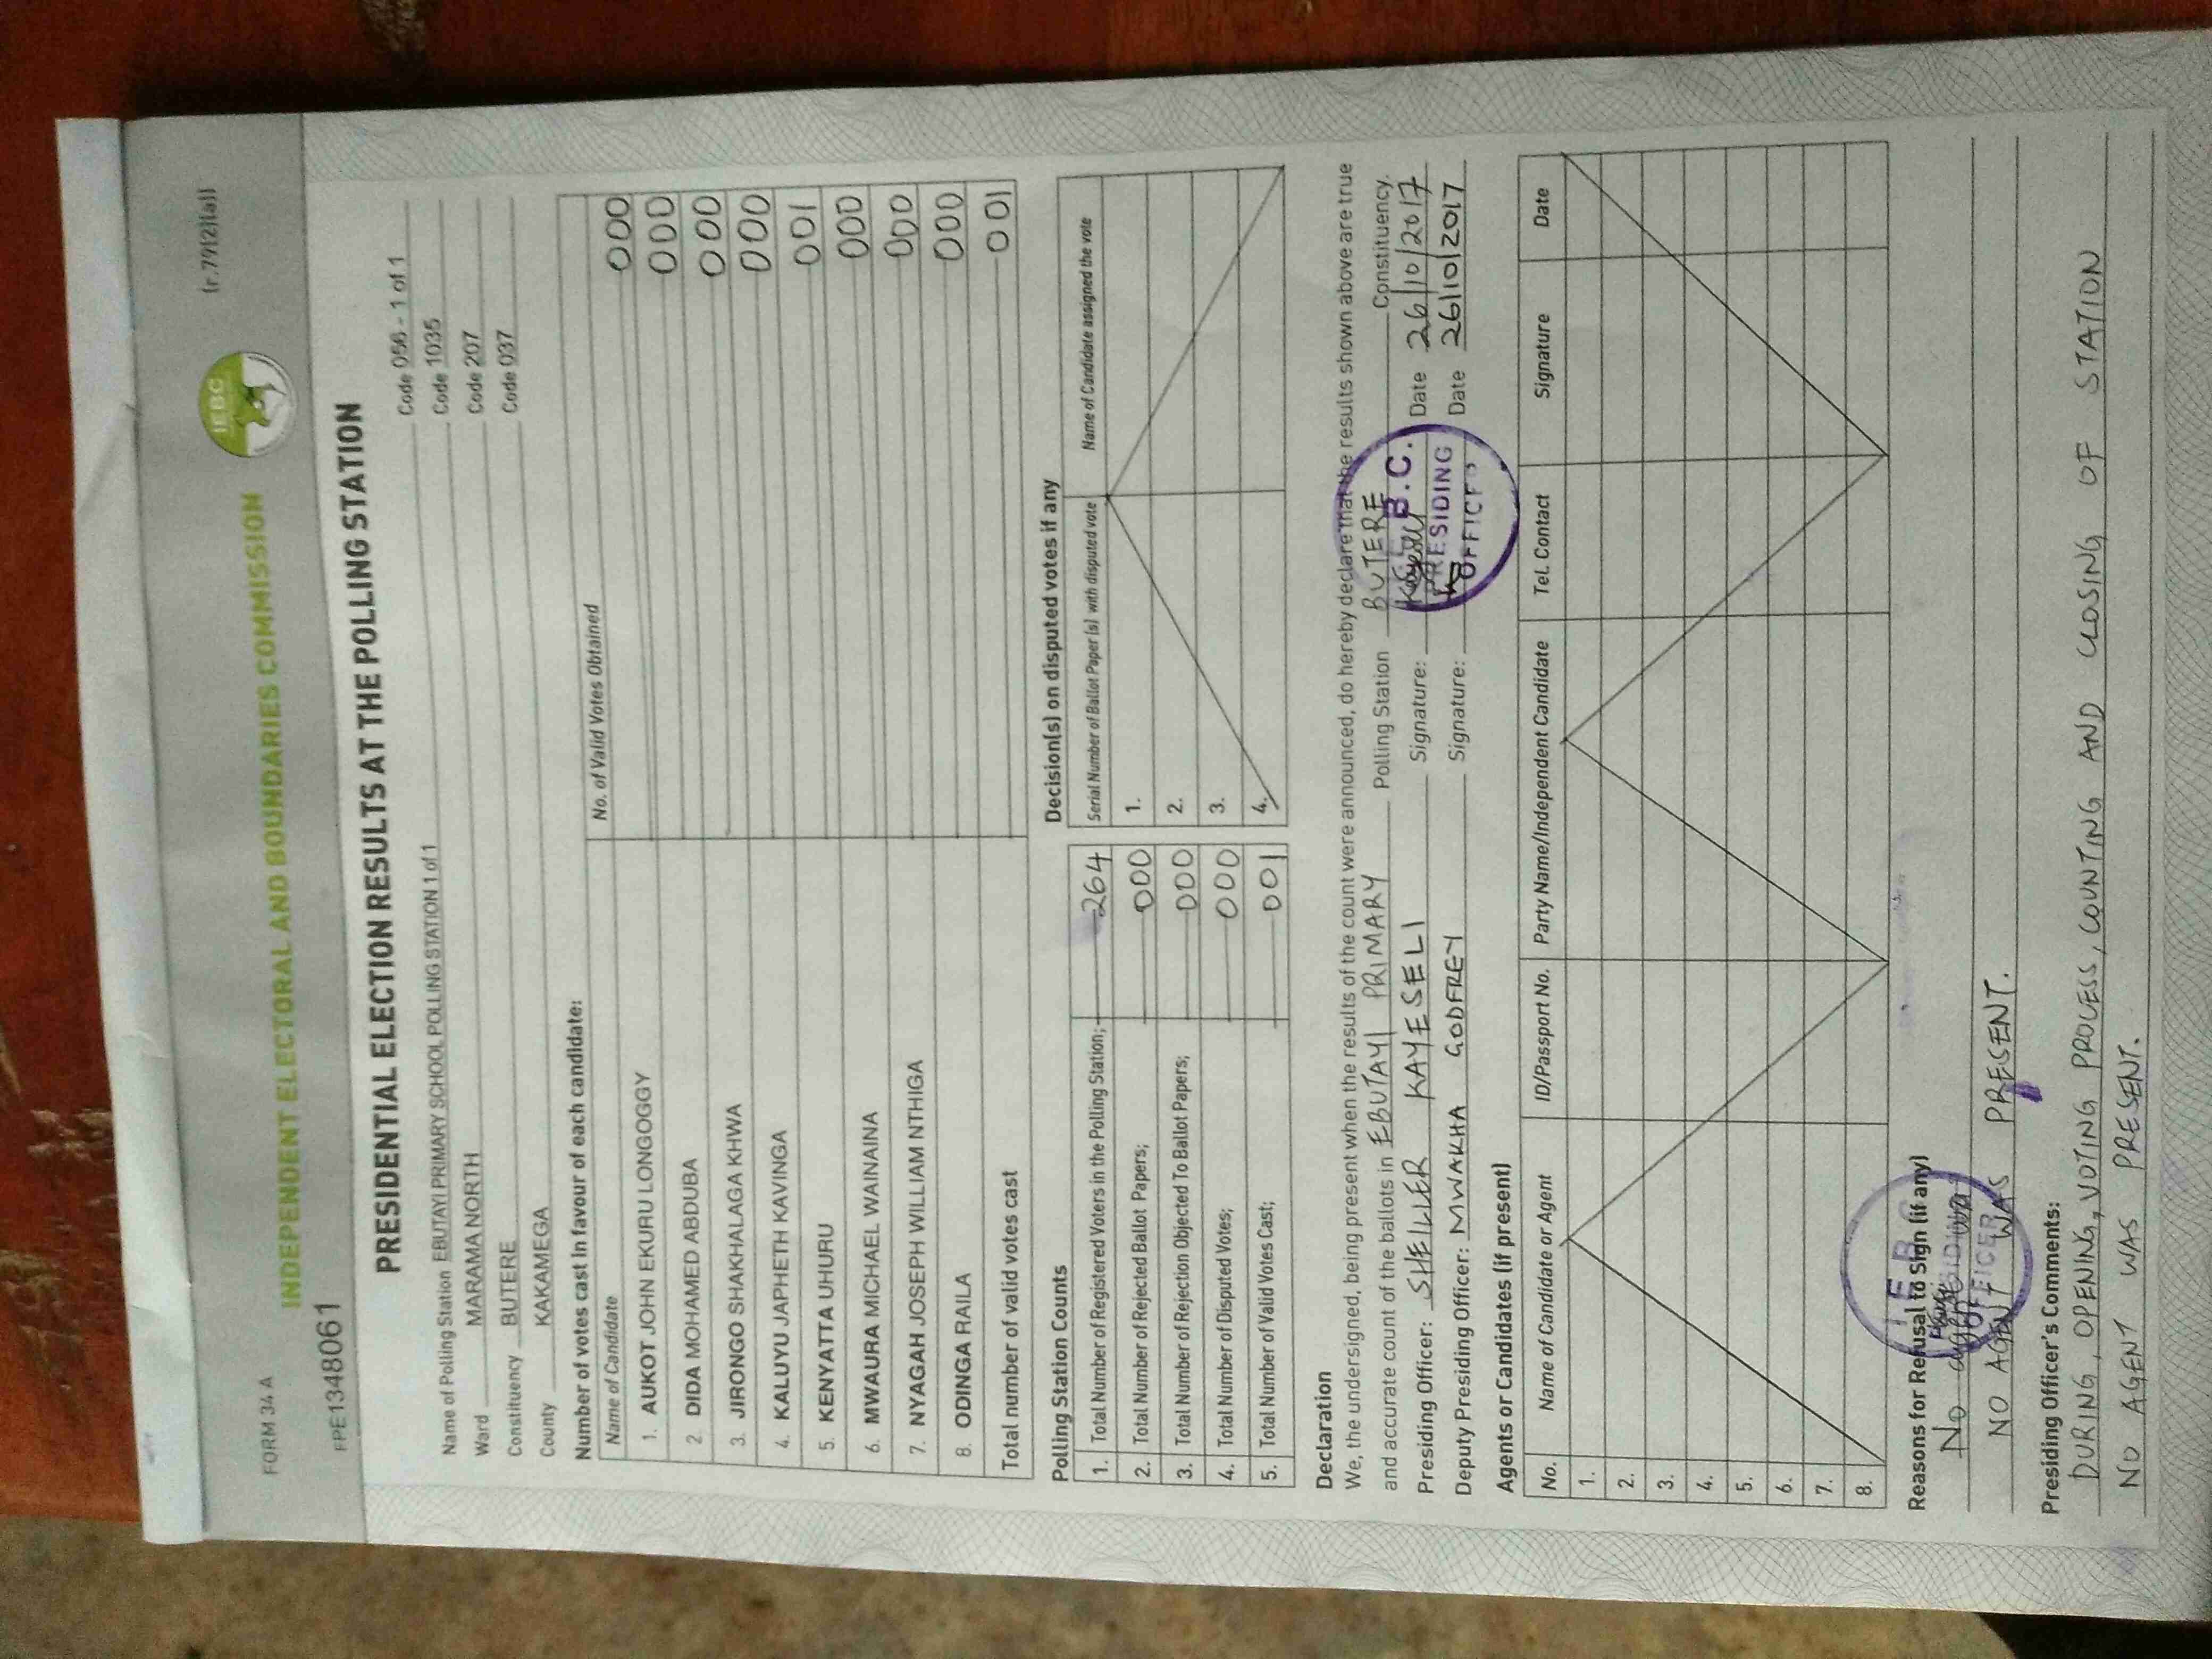 FORM 34 A
(r.79(2)(a))
IEBC
INDEPENDENT ELECTORAL AND BOUNDARIES COMMISSION
FPE1348061
PRESIDENTIAL ELECTION RESULTS AT THE POLLING STATION
Name of Polling Station EBUTAYI PRIMARY SCHOOL POLLING STATION 1 of 1 Code 056 - 1 of 1
Ward MARAMA NORTH Code 1035
Constituency BUTERE Code 207
County KAKAMEGA Code 037
Number of votes cast in favour of each candidate:
Name of Candidate No. of Valid Votes Obtained
1. AUKOT JOHN EKURU LONGOGGY 000
2 DIDA MOHAMED ABDUBA 000
3. JIRONGO SHAKHALAGA KHWA 000
4. KALUYU JAPHETH KAVINGA 000
5. KENYATTA UHURU 001
6. MWAURA MICHAEL WAINAINA 000
7. NYAGAH JOSEPH WILLIAM NTHIGA 000
8. ODINGA RAILA 000
Total number of valid votes cast 001
Polling Station Counts
1. Total Number of Registered Voters in the Polling Station; 264
2. Total Number of Rejected Ballot Papers; 000
3. Total Number of Rejection Objected To Ballot Papers; 000
4. Total Number of Disputed Votes; 000
5. Total Number of Valid Votes Cast; 001
Decision(s) on disputed votes if any
Serial Number of Ballot Paper (s) with disputed vote Name of Candidate assigned the vote
1.
2.
3.
4.
Declaration
We, the undersigned, being present when the results of the count were announced, do hereby declare that the results shown above are true
and accurate count of the ballots in EBUTAYI PRIMARY Polling Station BUTERE Constituency.
Presiding Officer: SHEILLER KAYESELI Signature: Date 26/10/2017
Deputy Presiding Officer: MWAKHA GODFREY Signature: Date 26/10/2017
B.C.
PRESIDING
OFFICER
Agents or Candidates (if present)
No. Name of Candidate or Agent ID/Passport No. Party Name/Independent Candidate Tel. Contact Signature Date
1.
2.
3.
4.
5.
6.
7.
8.
Reasons for Refusal to Sign (if any)
No
NO AGENT WAS PRESENT.
Presiding Officer's Comments:
DURING, OPENING, VOTING PROCESS, COUNTING AND CLOSING OF STATION
NO AGENT WAS PRESENT.